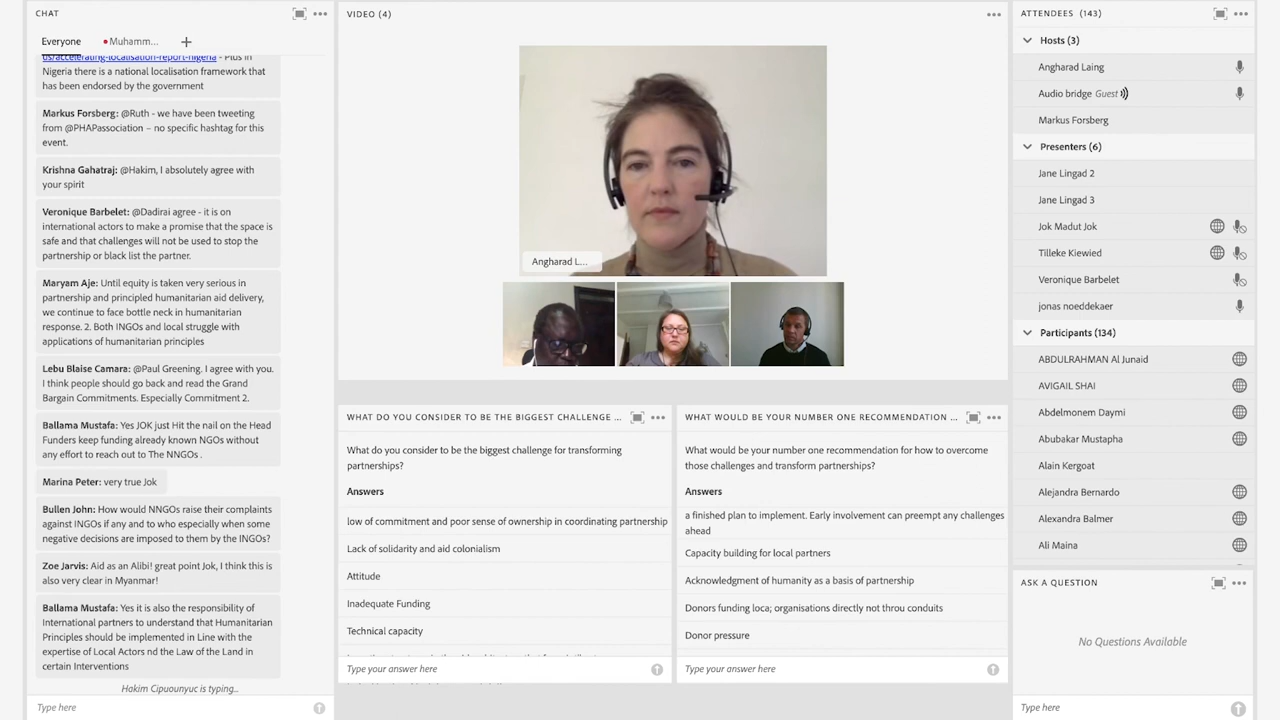 CHAT
Everyone
Muhamm...
us/accelerating-localisation-report-nigeria - Plus in
Nigeria there is a national localisation framework that
has been endorsed by the government
Markus Forsberg: @Ruth - we have been tweeting
from @PHAPassociation – no specific hashtag for this
event.
Krishna Gahatraj: @Hakim, I absolutely agree with
your spirit
Veronique Barbelet: @Dadirai agree - it is on
international actors to make a promise that the space is
safe and that challenges will not be used to stop the
partnership or black list the partner.
Maryam Aje: Until equity is taken very serious in
partnership and principled humanitarian aid delivery,
we continue to face bottle neck in humanitarian
response. 2. Both INGOs and local struggle with
applications of humanitarian principles
Lebu Blaise Camara: @Paul Greening. I agree with you.
I think people should go back and read the Grand
Bargain Commitments. Especially Commitment 2.
Ballama Mustafa: Yes JOK just Hit the nail on the Head
Funders keep funding already known NGOs without
any effort to reach out to The NNGOs .
Marina Peter: very true Jok
Bullen John: How would NNGOs raise their complaints
against INGOs if any and to who especially when some
negative decisions are imposed to them by the INGOs?
Zoe Jarvis: Aid as an Alibi! great point Jok, I think this is
also very clear in Myanmar!
Ballama Mustafa: Yes it is also the responsibility of
International partners to understand that Humanitarian
Principles should be implemented in Line with the
expertise of Local Actors nd the Law of the Land in
certain Interventions
Hakim Cipuounyuc is typing...
Type here
VIDEO (4)
Angharad L...
WHAT DO YOU CONSIDER TO BE THE BIGGEST CHALLENGE ...
What do you consider to be the biggest challenge for transforming
partnerships?
Answers
low of commitment and poor sense of ownership in coordinating partnership
Lack of solidarity and aid colonialism
Attitude
Inadequate Funding
Technical capacity
Type your answer here
WHAT WOULD BE YOUR NUMBER ONE RECOMMENDATION ...
What would be your number one recommendation for how to overcome
those challenges and transform partnerships?
Answers
a finished plan to implement. Early involvement can preempt any challenges
ahead
Capacity building for local partners
Acknowledgment of humanity as a basis of partnership
Donors funding loca; organisations directly not throu conduits
Donor pressure
Type your answer here
ATTENDEES (143)
Hosts (3)
Angharad Laing
Audio bridge Guest
Markus Forsberg
Presenters (6)
Jane Lingad 2
Jane Lingad 3
Jok Madut Jok
Tilleke Kiewied
Veronique Barbelet
jonas noeddekaer
Participants (134)
ABDULRAHMAN Al Junaid
AVIGAIL SHAI
Abdelmonem Daymi
Abubakar Mustapha
Alain Kergoat
Alejandra Bernardo
Alexandra Balmer
Ali Maina
ASK A QUESTION
No Questions Available
Type here